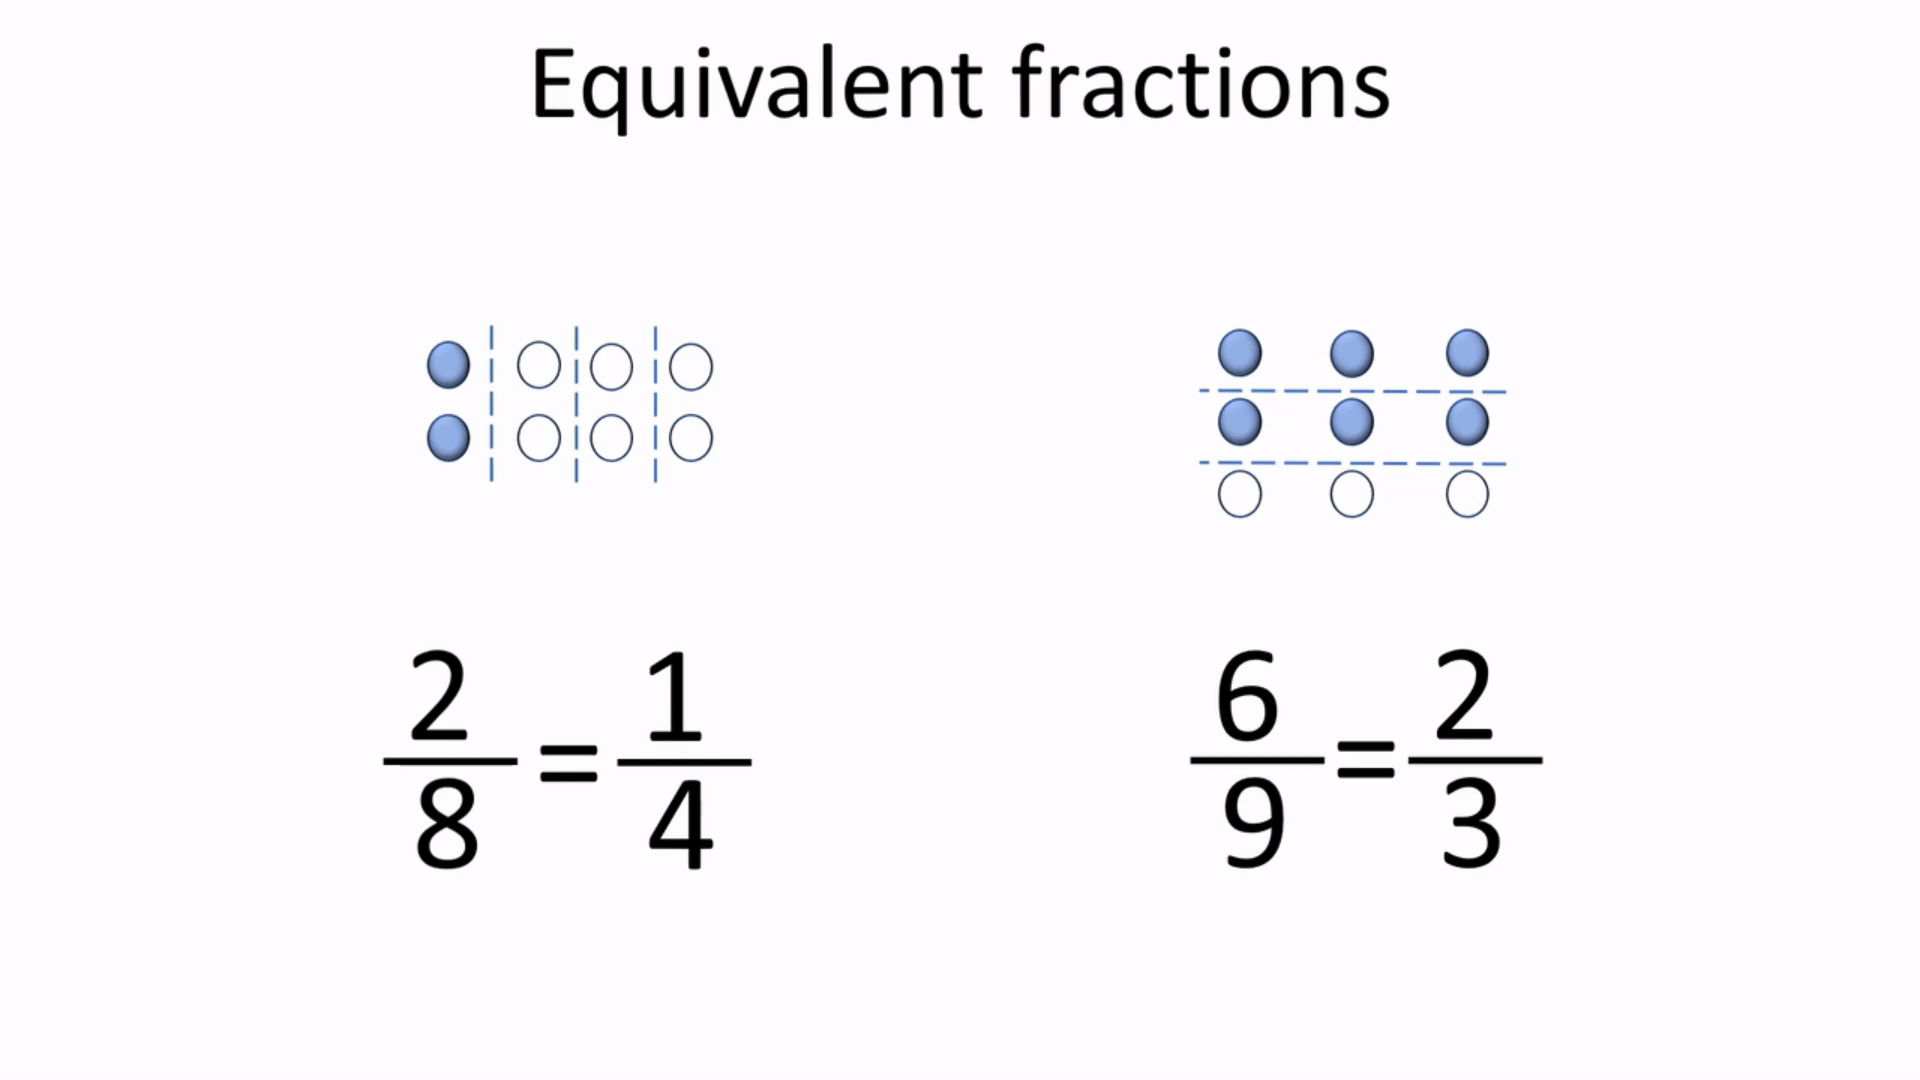 Equivalent fractions
2/8 = 1/4
6/9 = 2/3